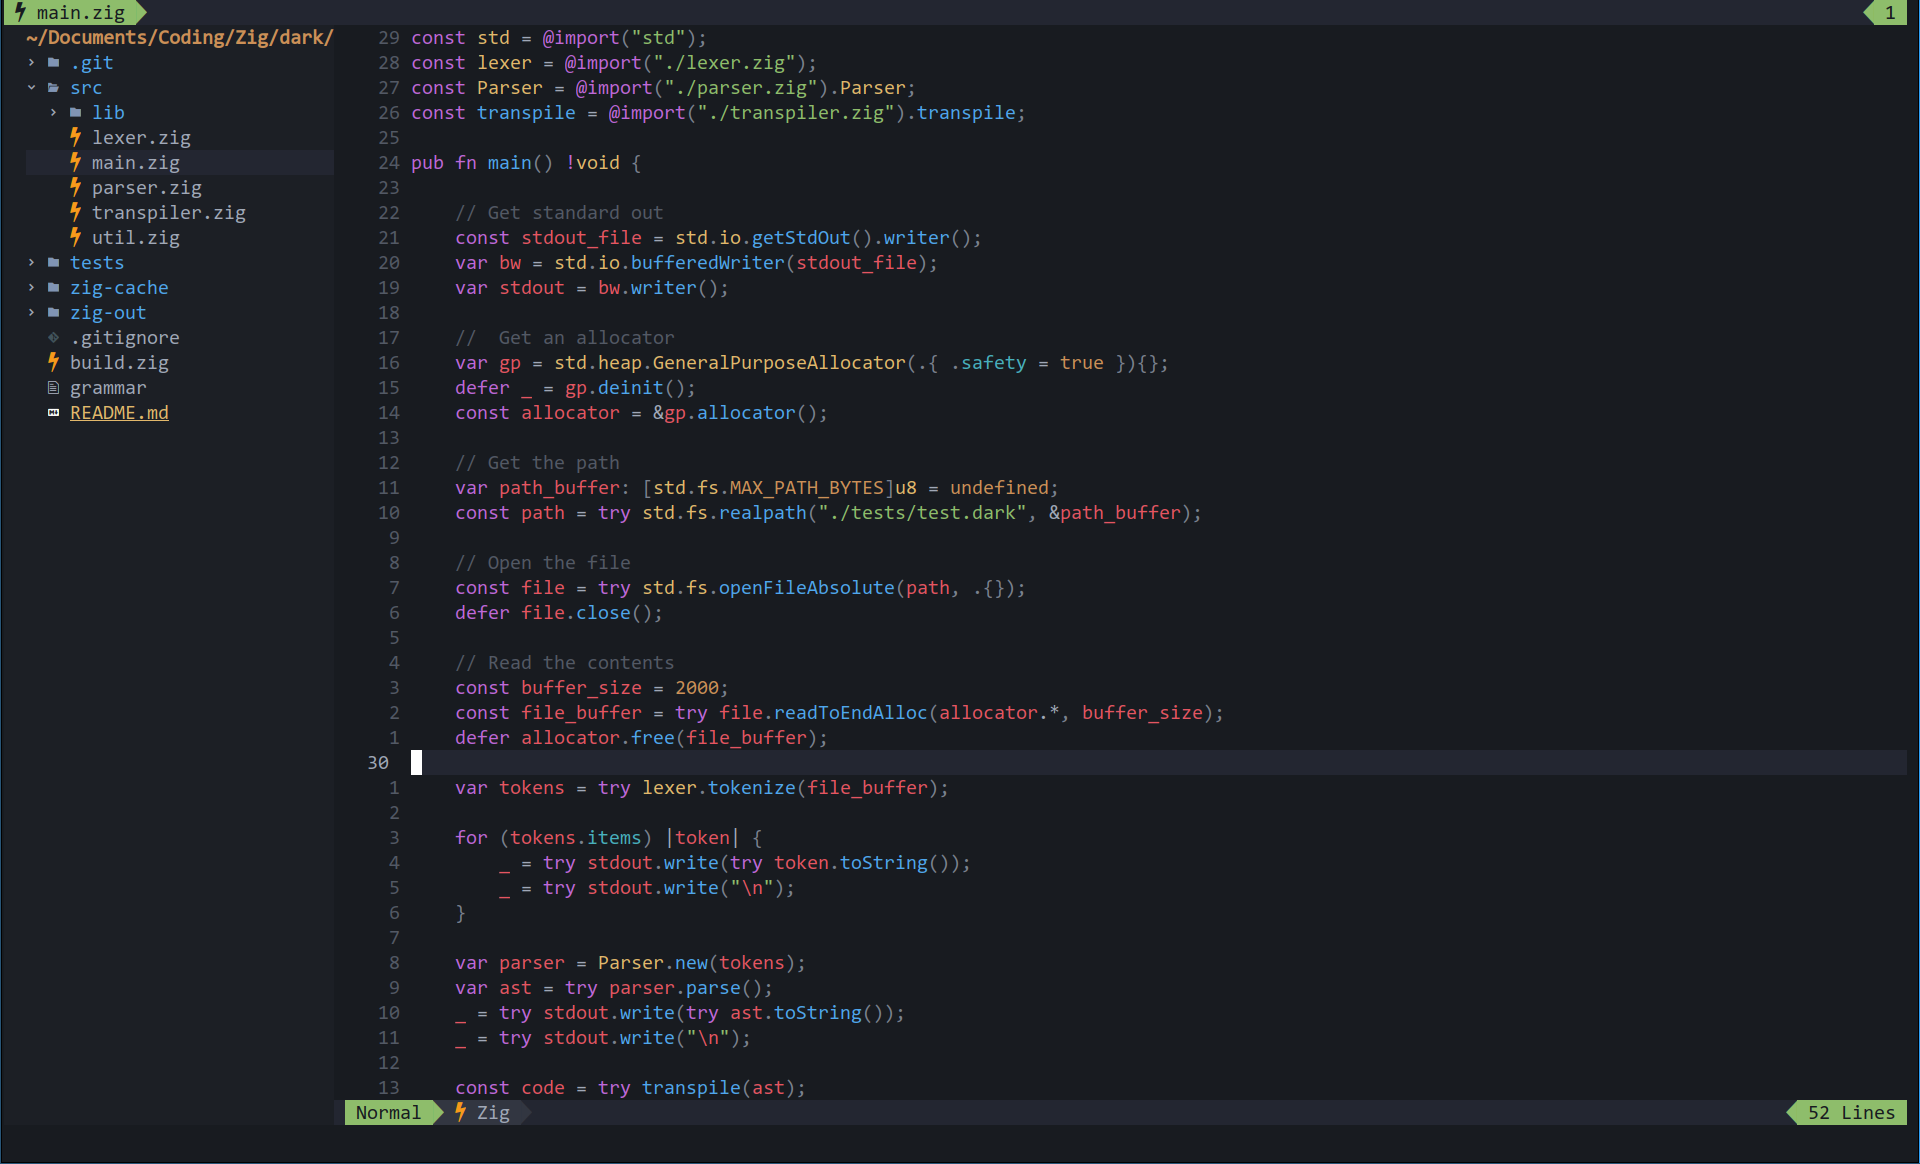 main.zig
1
~/Documents/Coding/Zig/dark/
.git
src
lib
lexer.zig
main.zig
parser.zig
transpiler.zig
util.zig
tests
zig-cache
zig-out
.gitignore
build.zig
grammar
README.md
29 const std = @import("std");
28 const lexer = @import("./lexer.zig");
27 const Parser = @import("./parser.zig").Parser;
26 const transpile = @import("./transpiler.zig").transpile;
25
24 pub fn main() !void {
23
22     // Get standard out
21     const stdout_file = std.io.getStdOut().writer();
20     var bw = std.io.bufferedWriter(stdout_file);
19     var stdout = bw.writer();
18
17     //  Get an allocator
16     var gp = std.heap.GeneralPurposeAllocator(.{ .safety = true }){};
15     defer _ = gp.deinit();
14     const allocator = &gp.allocator();
13
12     // Get the path
11     var path_buffer: [std.fs.MAX_PATH_BYTES]u8 = undefined;
10     const path = try std.fs.realpath("./tests/test.dark", &path_buffer);
9
8     // Open the file
7     const file = try std.fs.openFileAbsolute(path, .{});
6     defer file.close();
5
4     // Read the contents
3     const buffer_size = 2000;
2     const file_buffer = try file.readToEndAlloc(allocator.*, buffer_size);
1     defer allocator.free(file_buffer);
30
1     var tokens = try lexer.tokenize(file_buffer);
2
3     for (tokens.items) |token| {
4         _ = try stdout.write(try token.toString());
5         _ = try stdout.write("\n");
6     }
7
8     var parser = Parser.new(tokens);
9     var ast = try parser.parse();
10     _ = try stdout.write(try ast.toString());
11     _ = try stdout.write("\n");
12
13     const code = try transpile(ast);
Normal
Zig
52 Lines